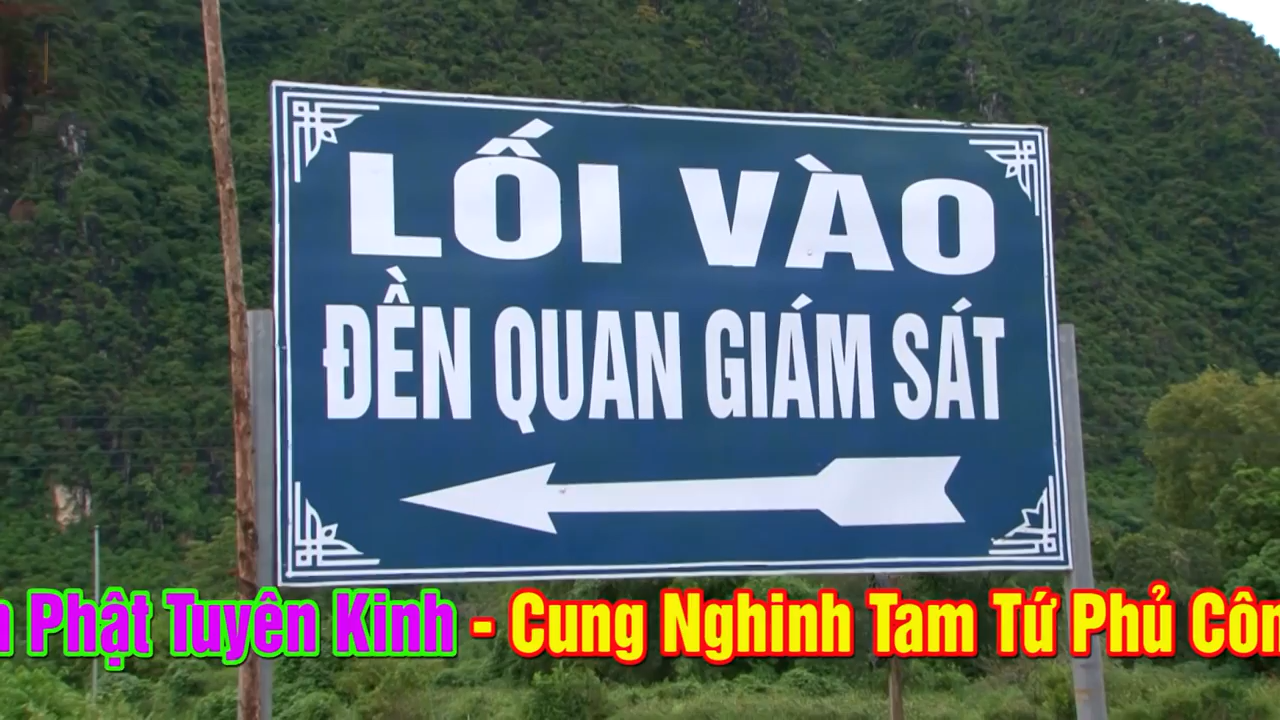 LỐI VÀO
ĐỀN QUAN GIÁM SÁT
Phật Tuyên Kinh - Cung Nghinh Tam Tứ Phủ